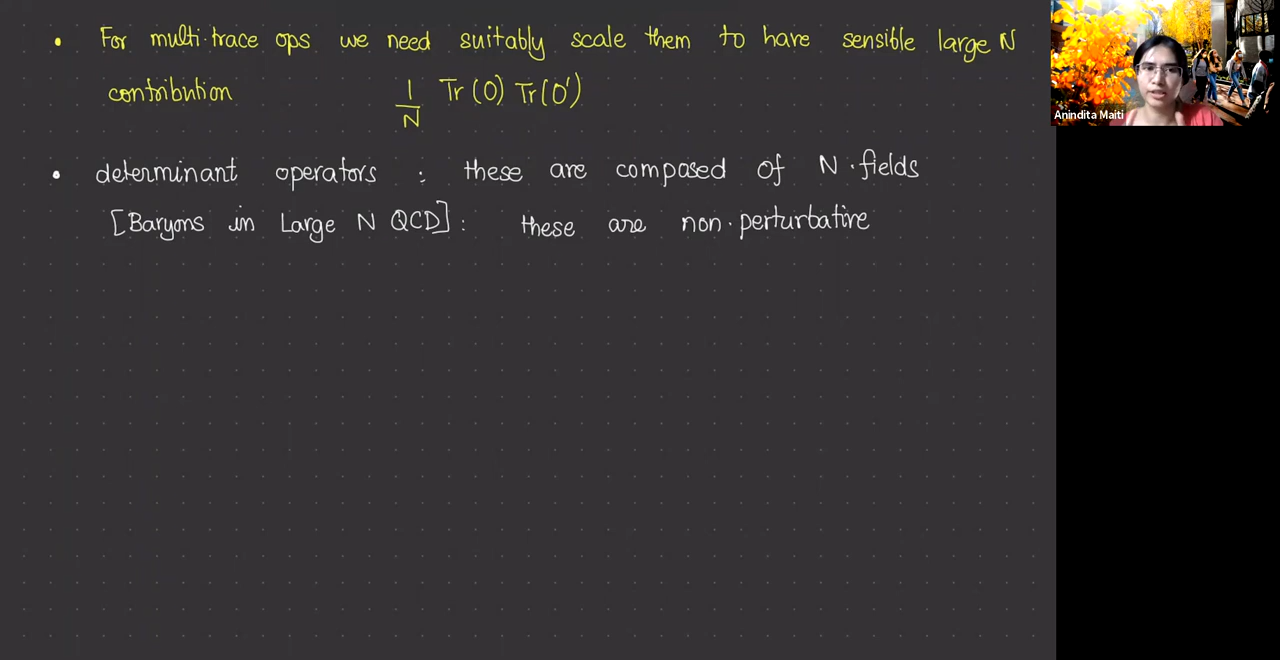 • For multi-trace ops we need suitably scale them to have sensible large N
contribution 1/N Tr(O) Tr(O')
• determinant operators : these are composed of N-fields
[Baryons in Large N QCD] : these are non-perturbative
Anindita Maiti